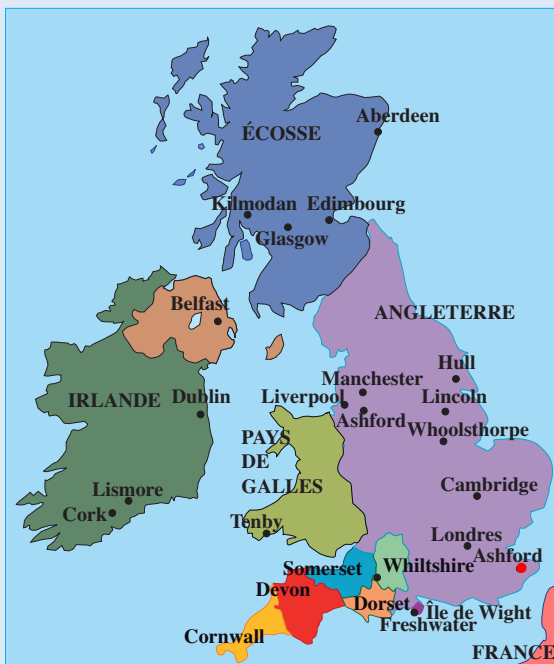 Aberdeen
ÉCOSSE
Kilmodan
Edimbourg
Glasgow
Belfast
ANGLETERRE
Hull
Manchester
IRLANDE
Dublin
Liverpool
Lincoln
Ashford
Whoolsthorpe
PAYS
DE
GALLES
Cambridge
Lismore
Cork
Tenby
Londres
Ashford
Somerset
Whiltshire
Devon
Dorset
Île de Wight
Freshwater
Cornwall
FRANCE